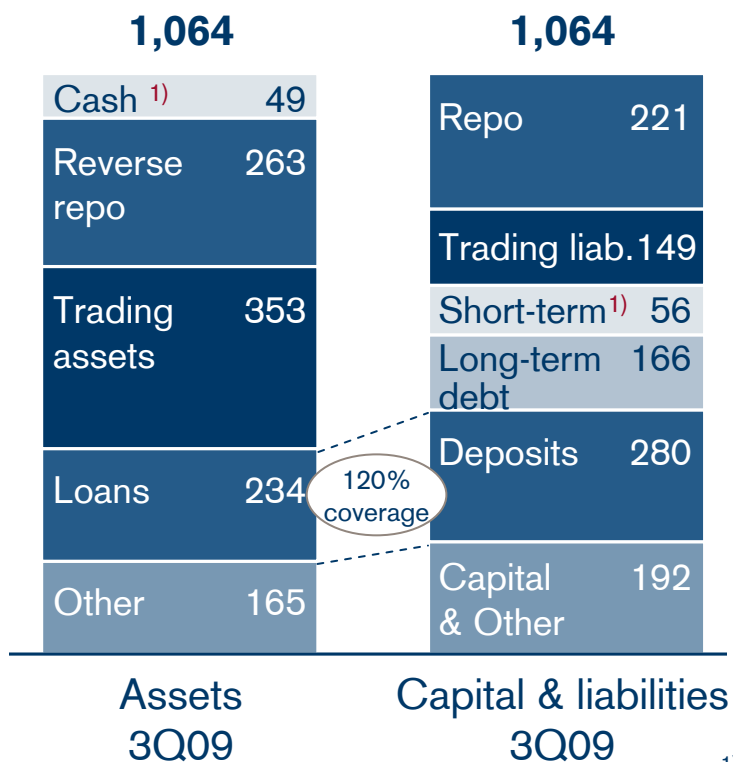 1,064
Cash 1) 49
Reverse repo 263
Trading assets 353
Loans 234
Other 165
Assets
3Q09
120%
coverage
1,064
Repo 221
Trading liab. 149
Short-term 1) 56
Long-term debt 166
Deposits 280
Capital & Other 192
Capital & liabilities
3Q09